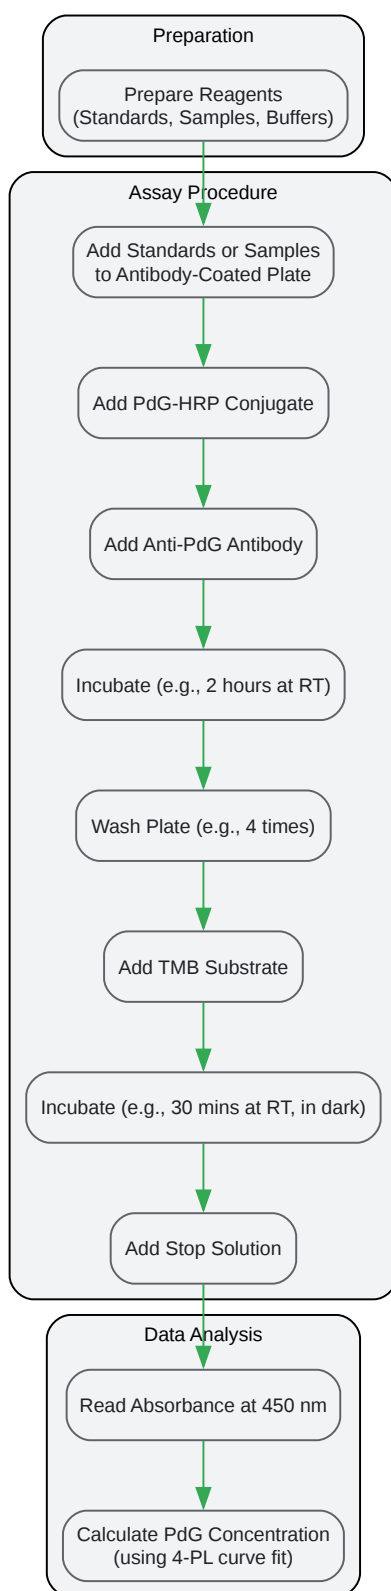 Preparation
Prepare Reagents
(Standards, Samples, Buffers)
Assay Procedure
Add Standards or Samples
to Antibody-Coated Plate
Add PdG-HRP Conjugate
Add Anti-PdG Antibody
Incubate (e.g., 2 hours at RT)
Wash Plate (e.g., 4 times)
Add TMB Substrate
Incubate (e.g., 30 mins at RT, in dark)
Add Stop Solution
Data Analysis
Read Absorbance at 450 nm
Calculate PdG Concentration
(using 4-PL curve fit)